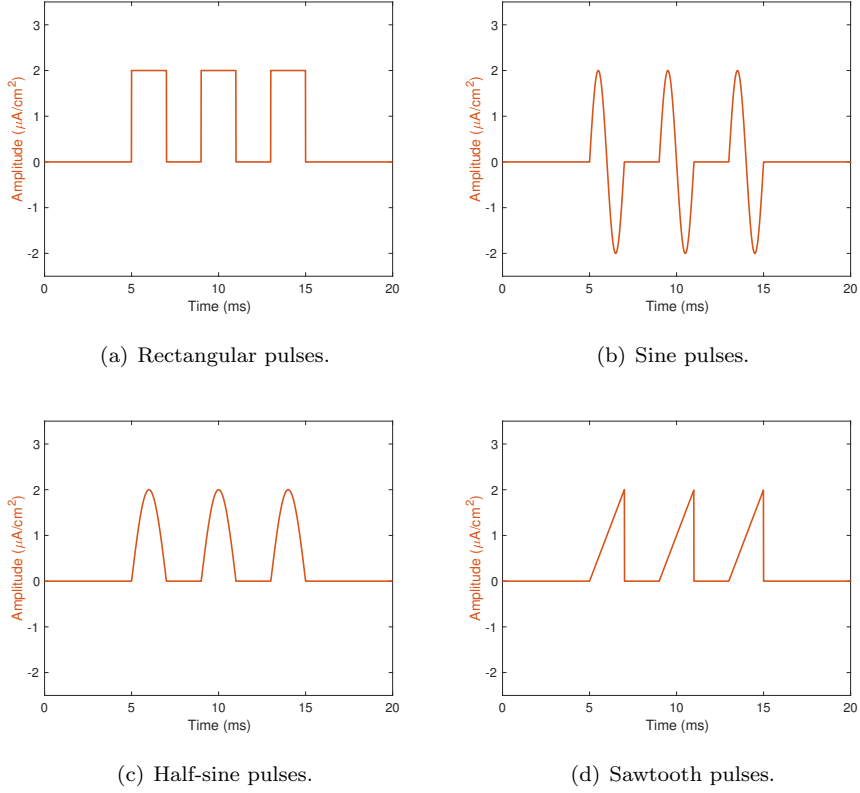 3
2
1
0
-1
-2
Amplitude (μA/cm²)
0 5 10 15 20
Time (ms)
(a) Rectangular pulses.
3
2
1
0
-1
-2
Amplitude (μA/cm²)
0 5 10 15 20
Time (ms)
(b) Sine pulses.
3
2
1
0
-1
-2
Amplitude (μA/cm²)
0 5 10 15 20
Time (ms)
(c) Half-sine pulses.
3
2
1
0
-1
-2
Amplitude (μA/cm²)
0 5 10 15 20
Time (ms)
(d) Sawtooth pulses.